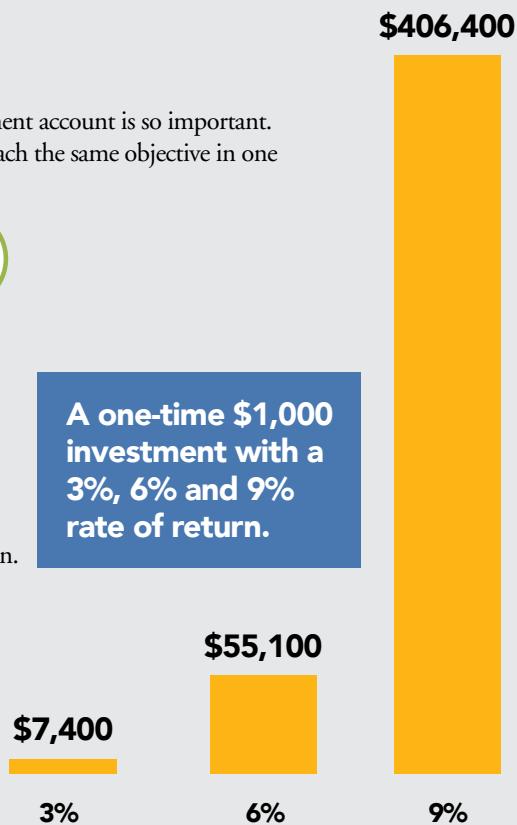 $406,400
ent account is so important.
ach the same objective in one
A one-time $1,000
investment with a
3%, 6% and 9%
rate of return.
n.
$55,100
$7,400
3% 6% 9%